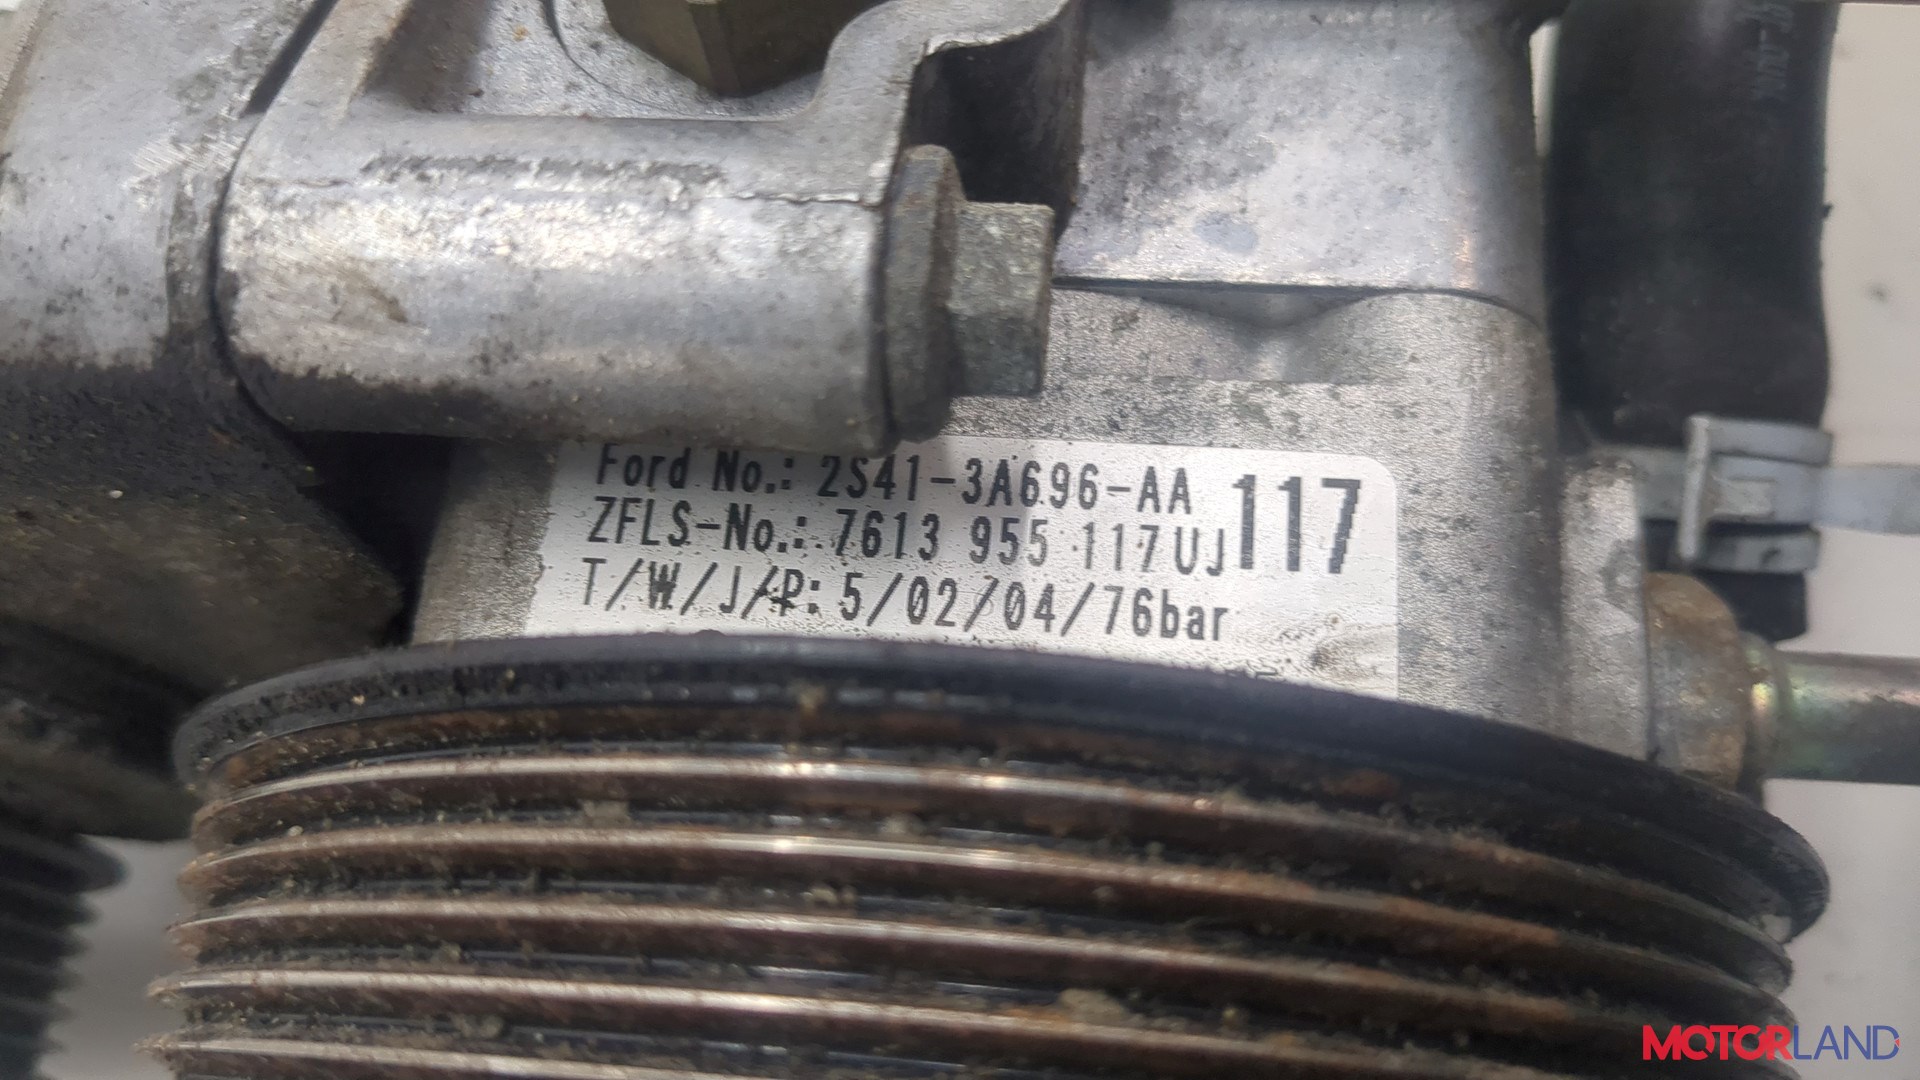 Ford No.: 2S41-3A696-AA
ZFLS-No.: 7613 955 117UJ
117
T/W/J/P: 5/02/04/76bar
MOTORLAND